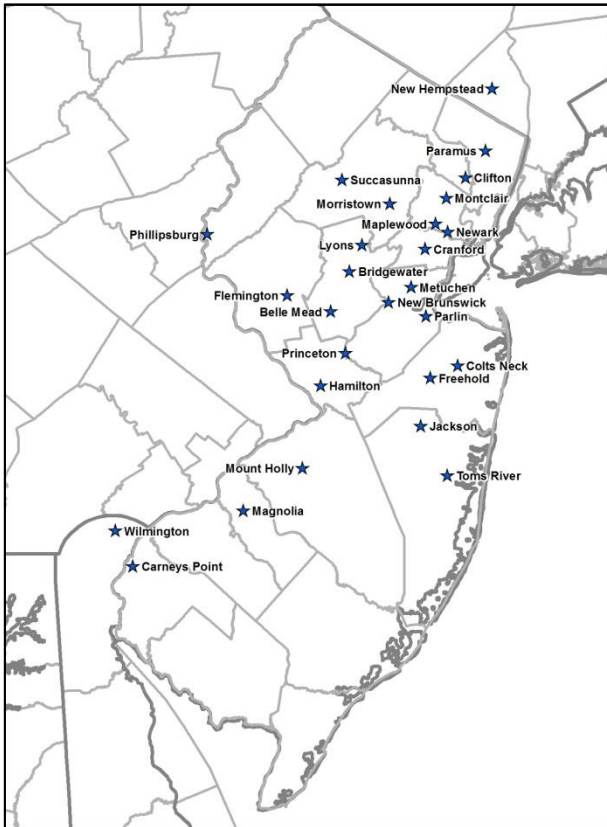 New Hempstead
Paramus
Clifton
Succasunna
Montclair
Morristown
Maplewood
Newark
Phillipsburg
Lyons
Cranford
Bridgewater
Metuchen
Flemington
New Brunswick
Belle Mead
Parlin
Princeton
Colts Neck
Freehold
Hamilton
Jackson
Mount Holly
Toms River
Magnolia
Wilmington
Carneys Point